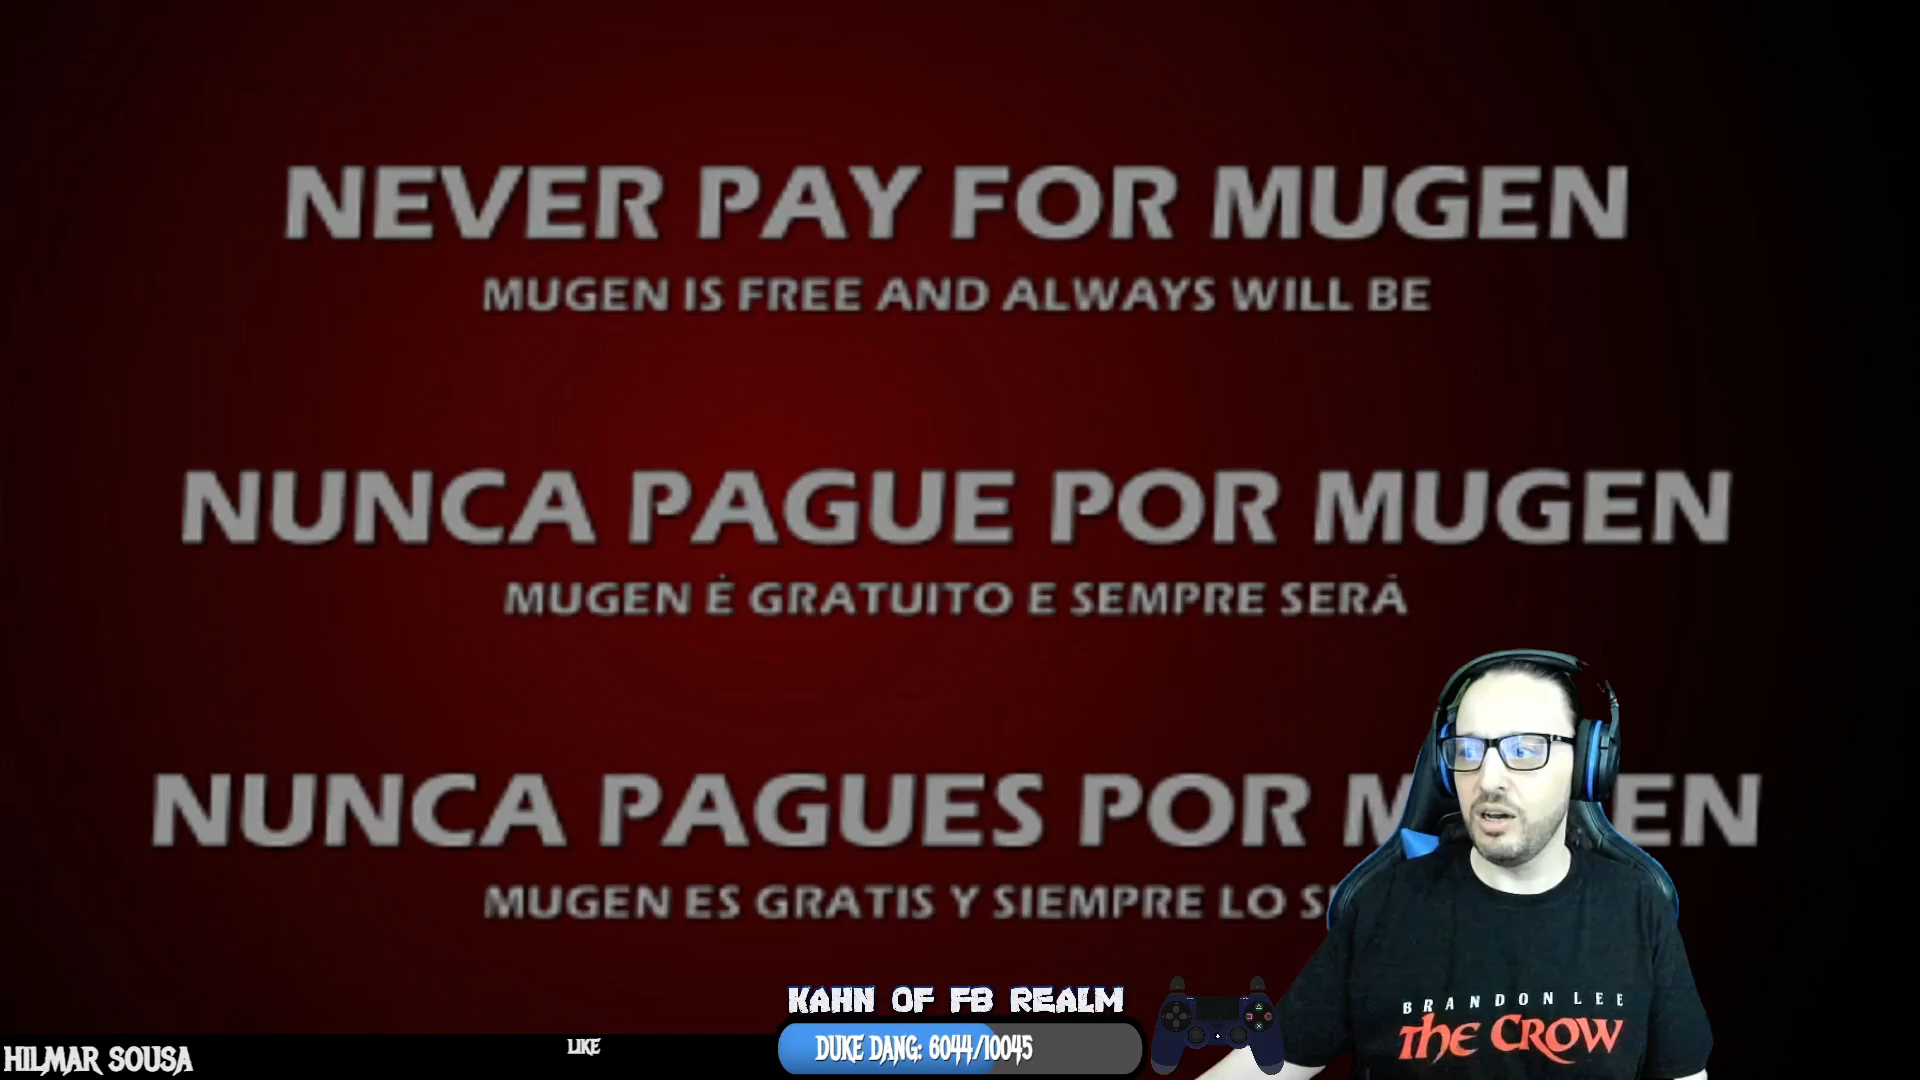 NEVER PAY FOR MUGEN
MUGEN IS FREE AND ALWAYS WILL BE
NUNCA PAGUE POR MUGEN
MUGEN É GRATUITO E SEMPRE SERÁ
NUNCA PAGUES POR
MUGEN ES GRATIS Y SIEMPRE LO
KAHN OF FB REALM
DUKE DANG: 6044/10045
HILMAR SOUSA
LIKE
BRANDON LEE
THE CROW